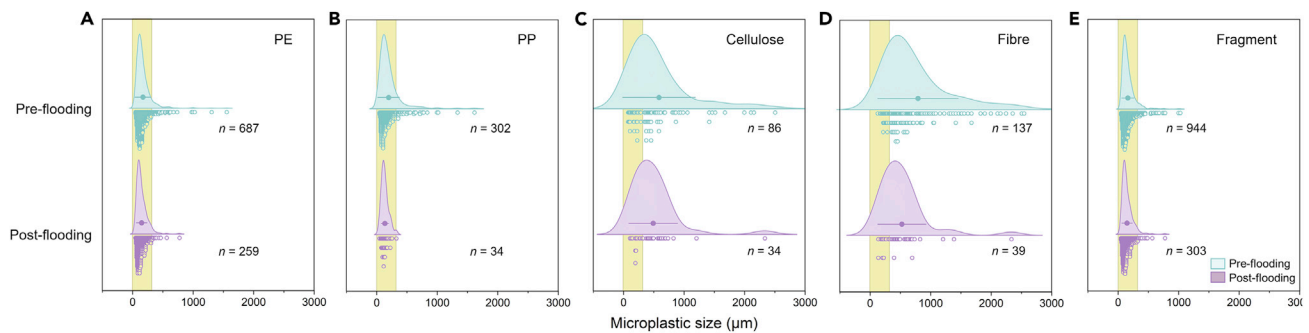 A
PE
B
PP
C
Cellulose
D
Fibre
E
Fragment
Pre-flooding
n = 687
n = 302
n = 86
n = 137
n = 944
Post-flooding
n = 259
n = 34
n = 34
n = 39
n = 303
Pre-flooding
Post-flooding
0 1000 2000 3000
0 1000 2000 3000
0 1000 2000 3000
0 1000 2000 3000
0 1000 2000 3000
Microplastic size (μm)